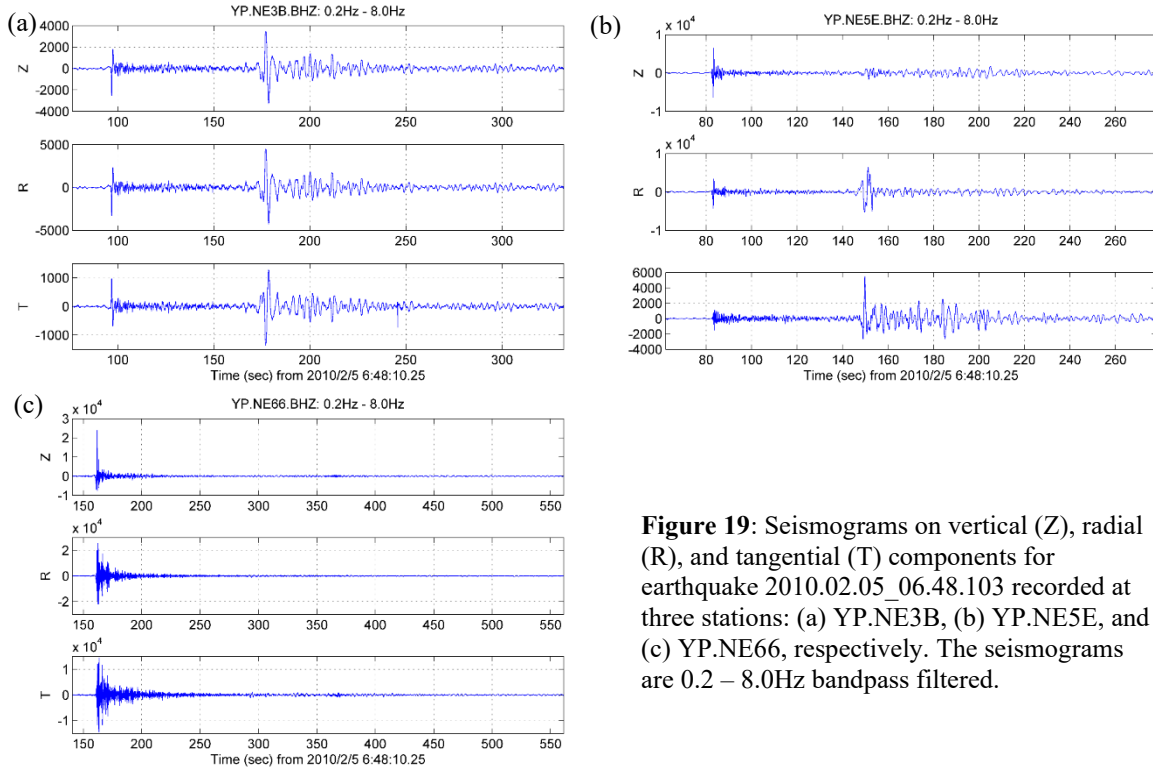 (a)
YP.NE3B.BHZ: 0.2Hz - 8.0Hz
4000
2000
0
-2000
-4000
Z
100 150 200 250 300
5000
0
-5000
R
100 150 200 250 300
1000
0
-1000
T
100 150 200 250 300
Time (sec) from 2010/2/5 6:48:10.25
(b)
YP.NE5E.BHZ: 0.2Hz - 8.0Hz
x 10^4
1
0
-1
Z
60 80 100 120 140 160 180 200 220 240 260
x 10^4
1
0
-1
R
60 80 100 120 140 160 180 200 220 240 260
6000
4000
2000
0
-2000
-4000
T
60 80 100 120 140 160 180 200 220 240 260
Time (sec) from 2010/2/5 6:48:10.25
(c)
YP.NE66.BHZ: 0.2Hz - 8.0Hz
x 10^4
3
2
1
0
-1
Z
150 200 250 300 350 400 450 500 550
x 10^4
2
0
-2
R
150 200 250 300 350 400 450 500 550
x 10^4
1
0
-1
T
150 200 250 300 350 400 450 500 550
Time (sec) from 2010/2/5 6:48:10.25
Figure 19: Seismograms on vertical (Z), radial
(R), and tangential (T) components for
earthquake 2010.02.05_06.48.103 recorded at
three stations: (a) YP.NE3B, (b) YP.NE5E, and
(c) YP.NE66, respectively. The seismograms
are 0.2 – 8.0Hz bandpass filtered.